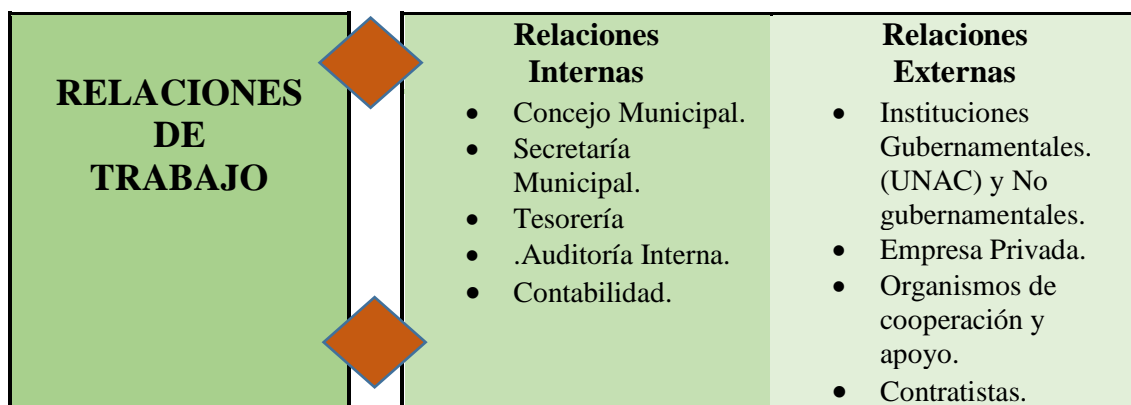 RELACIONES
DE
TRABAJO
Relaciones
Internas
• Concejo Municipal.
• Secretaría
Municipal.
• Tesorería
• .Auditoría Interna.
• Contabilidad.
Relaciones
Externas
• Instituciones
Gubernamentales.
(UNAC) y No
gubernamentales.
• Empresa Privada.
• Organismos de
cooperación y
apoyo.
• Contratistas.